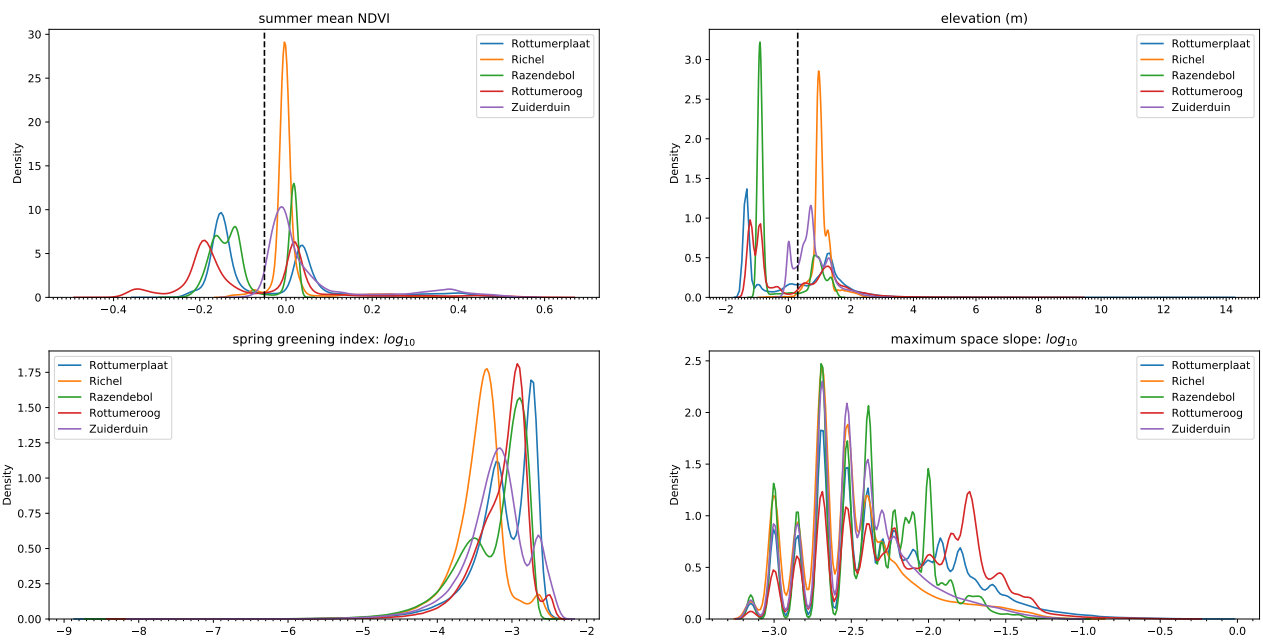 summer mean NDVI
Density
30
25
20
15
10
5
0
−0.4 −0.2 0.0 0.2 0.4 0.6
Rottumerplaat
Richel
Razendebol
Rottumeroog
Zuiderduin
elevation (m)
Density
3.0
2.5
2.0
1.5
1.0
0.5
0.0
−2 0 2 4 6 8 10 12 14
Rottumerplaat
Richel
Razendebol
Rottumeroog
Zuiderduin
spring greening index: log10
Density
1.75
1.50
1.25
1.00
0.75
0.50
0.25
0.00
−9 −8 −7 −6 −5 −4 −3 −2
Rottumerplaat
Richel
Razendebol
Rottumeroog
Zuiderduin
maximum space slope: log10
Density
2.5
2.0
1.5
1.0
0.5
0.0
−3.0 −2.5 −2.0 −1.5 −1.0 −0.5 0.0
Rottumerplaat
Richel
Razendebol
Rottumeroog
Zuiderduin